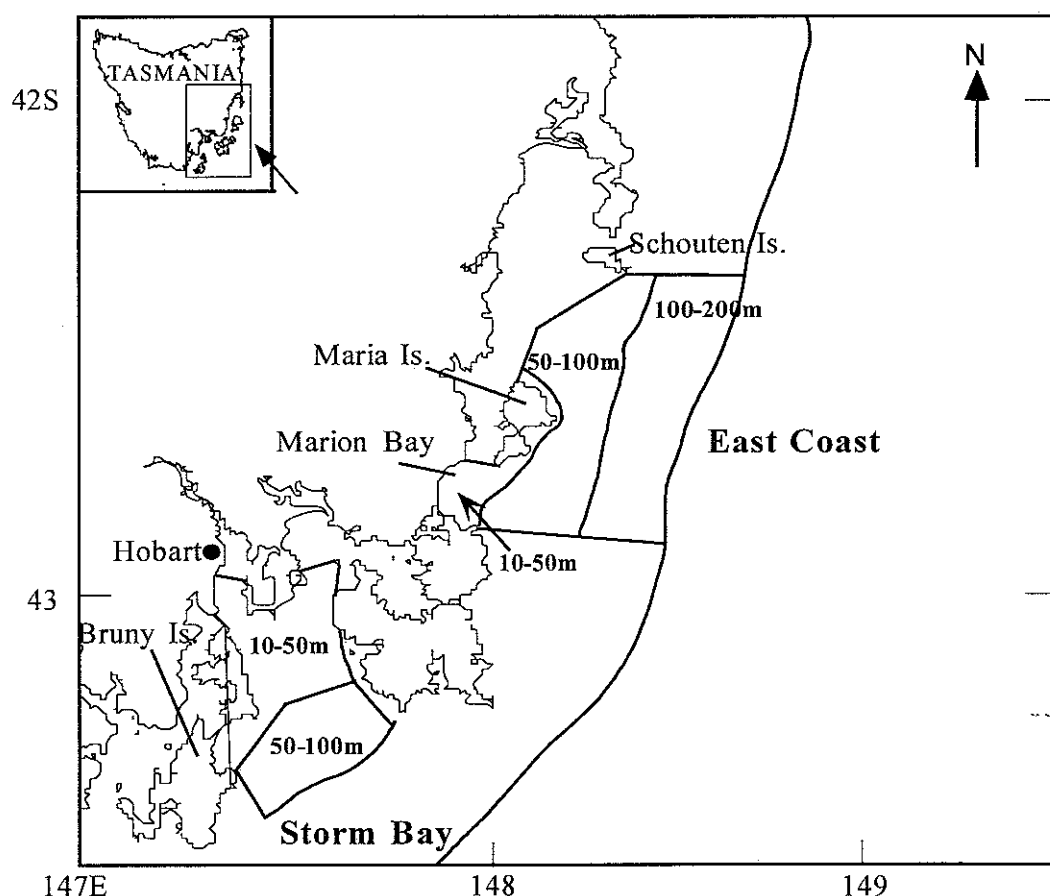 TASMANIA
N
42S
Schouten Is.
100-200m
50-100m
Maria Is.
East Coast
Marion Bay
Hobart
10-50m
43
Bruny Is.
10-50m
50-100m
Storm Bay
147E
148
149